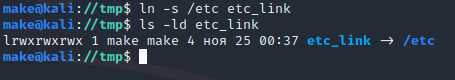 make@kali://tmp$ ln -s /etc etc_link
make@kali://tmp$ ls -ld etc_link
lrwxrwxrwx 1 make make 4 ноя 25 00:37 etc_link -> /etc
make@kali://tmp$